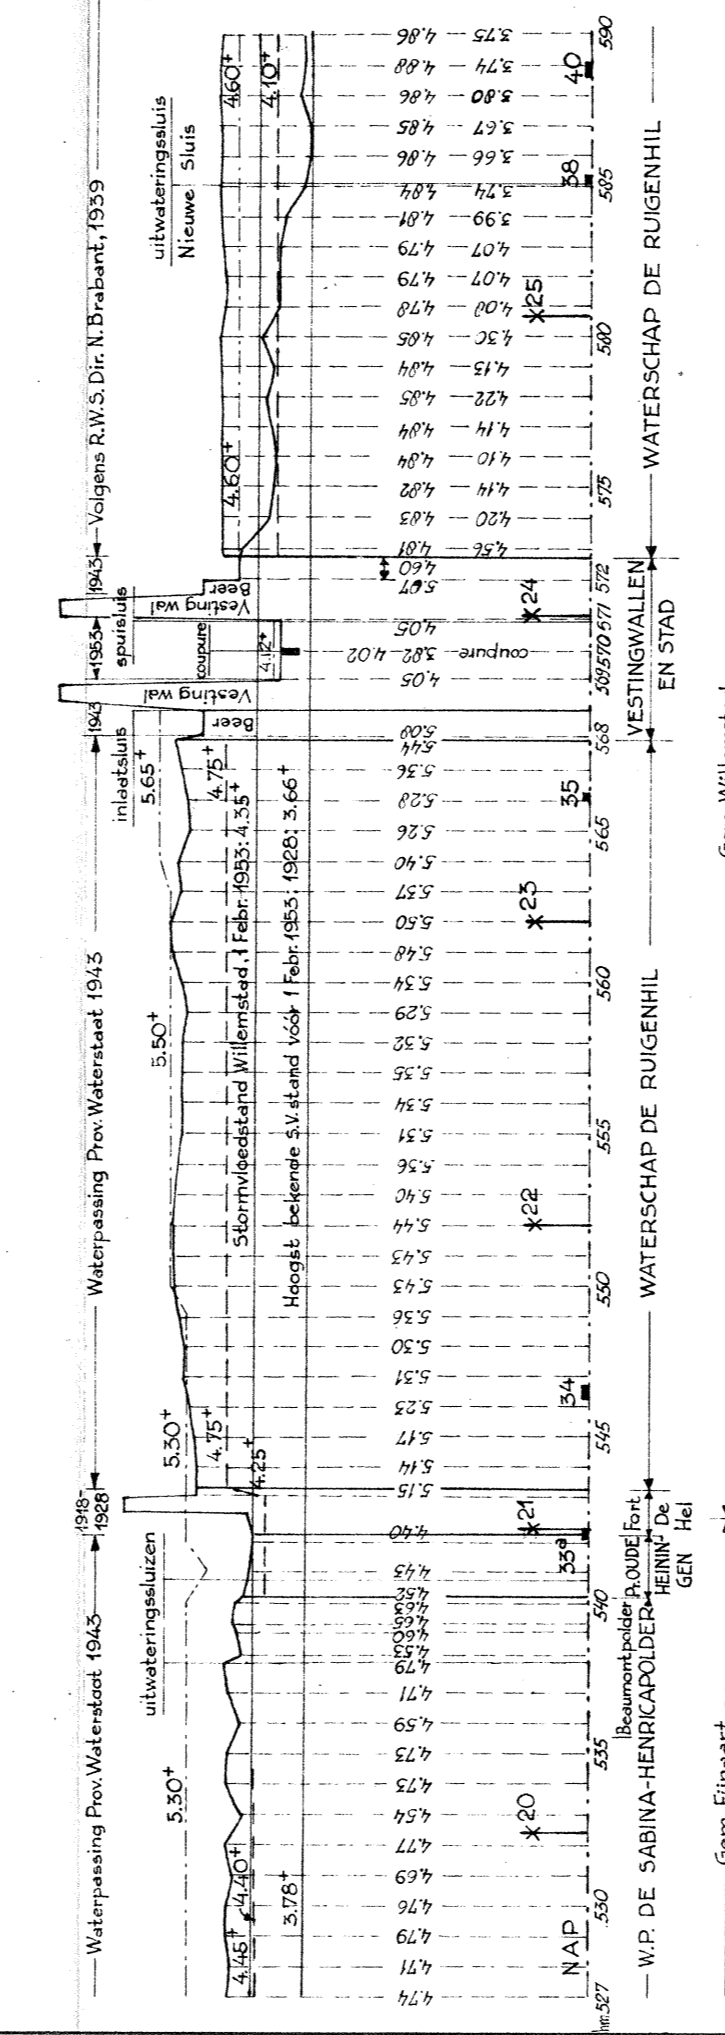 Waterpassing Prov. Waterstaat 1943 1918-1928 Waterpassing Prov. Waterstaat 1943 1943 1953 1943 Volgens R.W.S. Dir. N. Brabant, 1939
uitwateringssluizen inlaatsluis spuisluis uitwateringssluis
Nieuwe Sluis
5.30+ 5.30+ 5.50+ 5.65+
Beer Vesting wal coupure Vesting wal Beer
4.45+ 4.40+ 4.75+ 4.75+ 4.60+ 4.60+
Stormvloedstand Willemstad, 1 Febr. 1953: 4.35+
4.25+ 4.12+ 4.10+
3.78+ Hoogst bekende S.V. stand vóór 1 Febr. 1953: 1928: 3.66+
4.74 4.71 4.79 4.76 4.69 4.77 4.54 4.73 4.73 4.59 4.71 4.79 4.53 4.60 4.65 4.63 4.52 4.43 4.40 5.15 5.14 5.17 5.23 5.31 5.30 5.36 5.43 5.43 5.44 5.40 5.36 5.31 5.34 5.35 5.32 5.29 5.34 5.48 5.50 5.37 5.40 5.26 5.28 5.36 5.44 5.09 4.05 3.82 4.05 5.07 4.60 4.81 4.83 4.82 4.84 4.84 4.85 4.84 4.85 4.78 4.79 4.79 4.81 4.84 4.86 4.85 4.86 4.88 4.86
4.02 coupure 4.56 4.20 4.14 4.10 4.14 4.22 4.13 4.30 4.08 4.07 4.07 3.99 3.74 3.66 3.67 3.80 3.74 3.75
20 21 22 23 24 25
NAP 33a 34 35 38 40
hm 527 530 535 540 545 550 555 560 565 568 569 570 571 572 575 580 585 590
Beaumontpolder
W.P. DE SABINA-HENRICAPOLDER P. OUDE HEININGEN Fort De Hel WATERSCHAP DE RUIGENHIL VESTINGWALLEN EN STAD WATERSCHAP DE RUIGENHIL